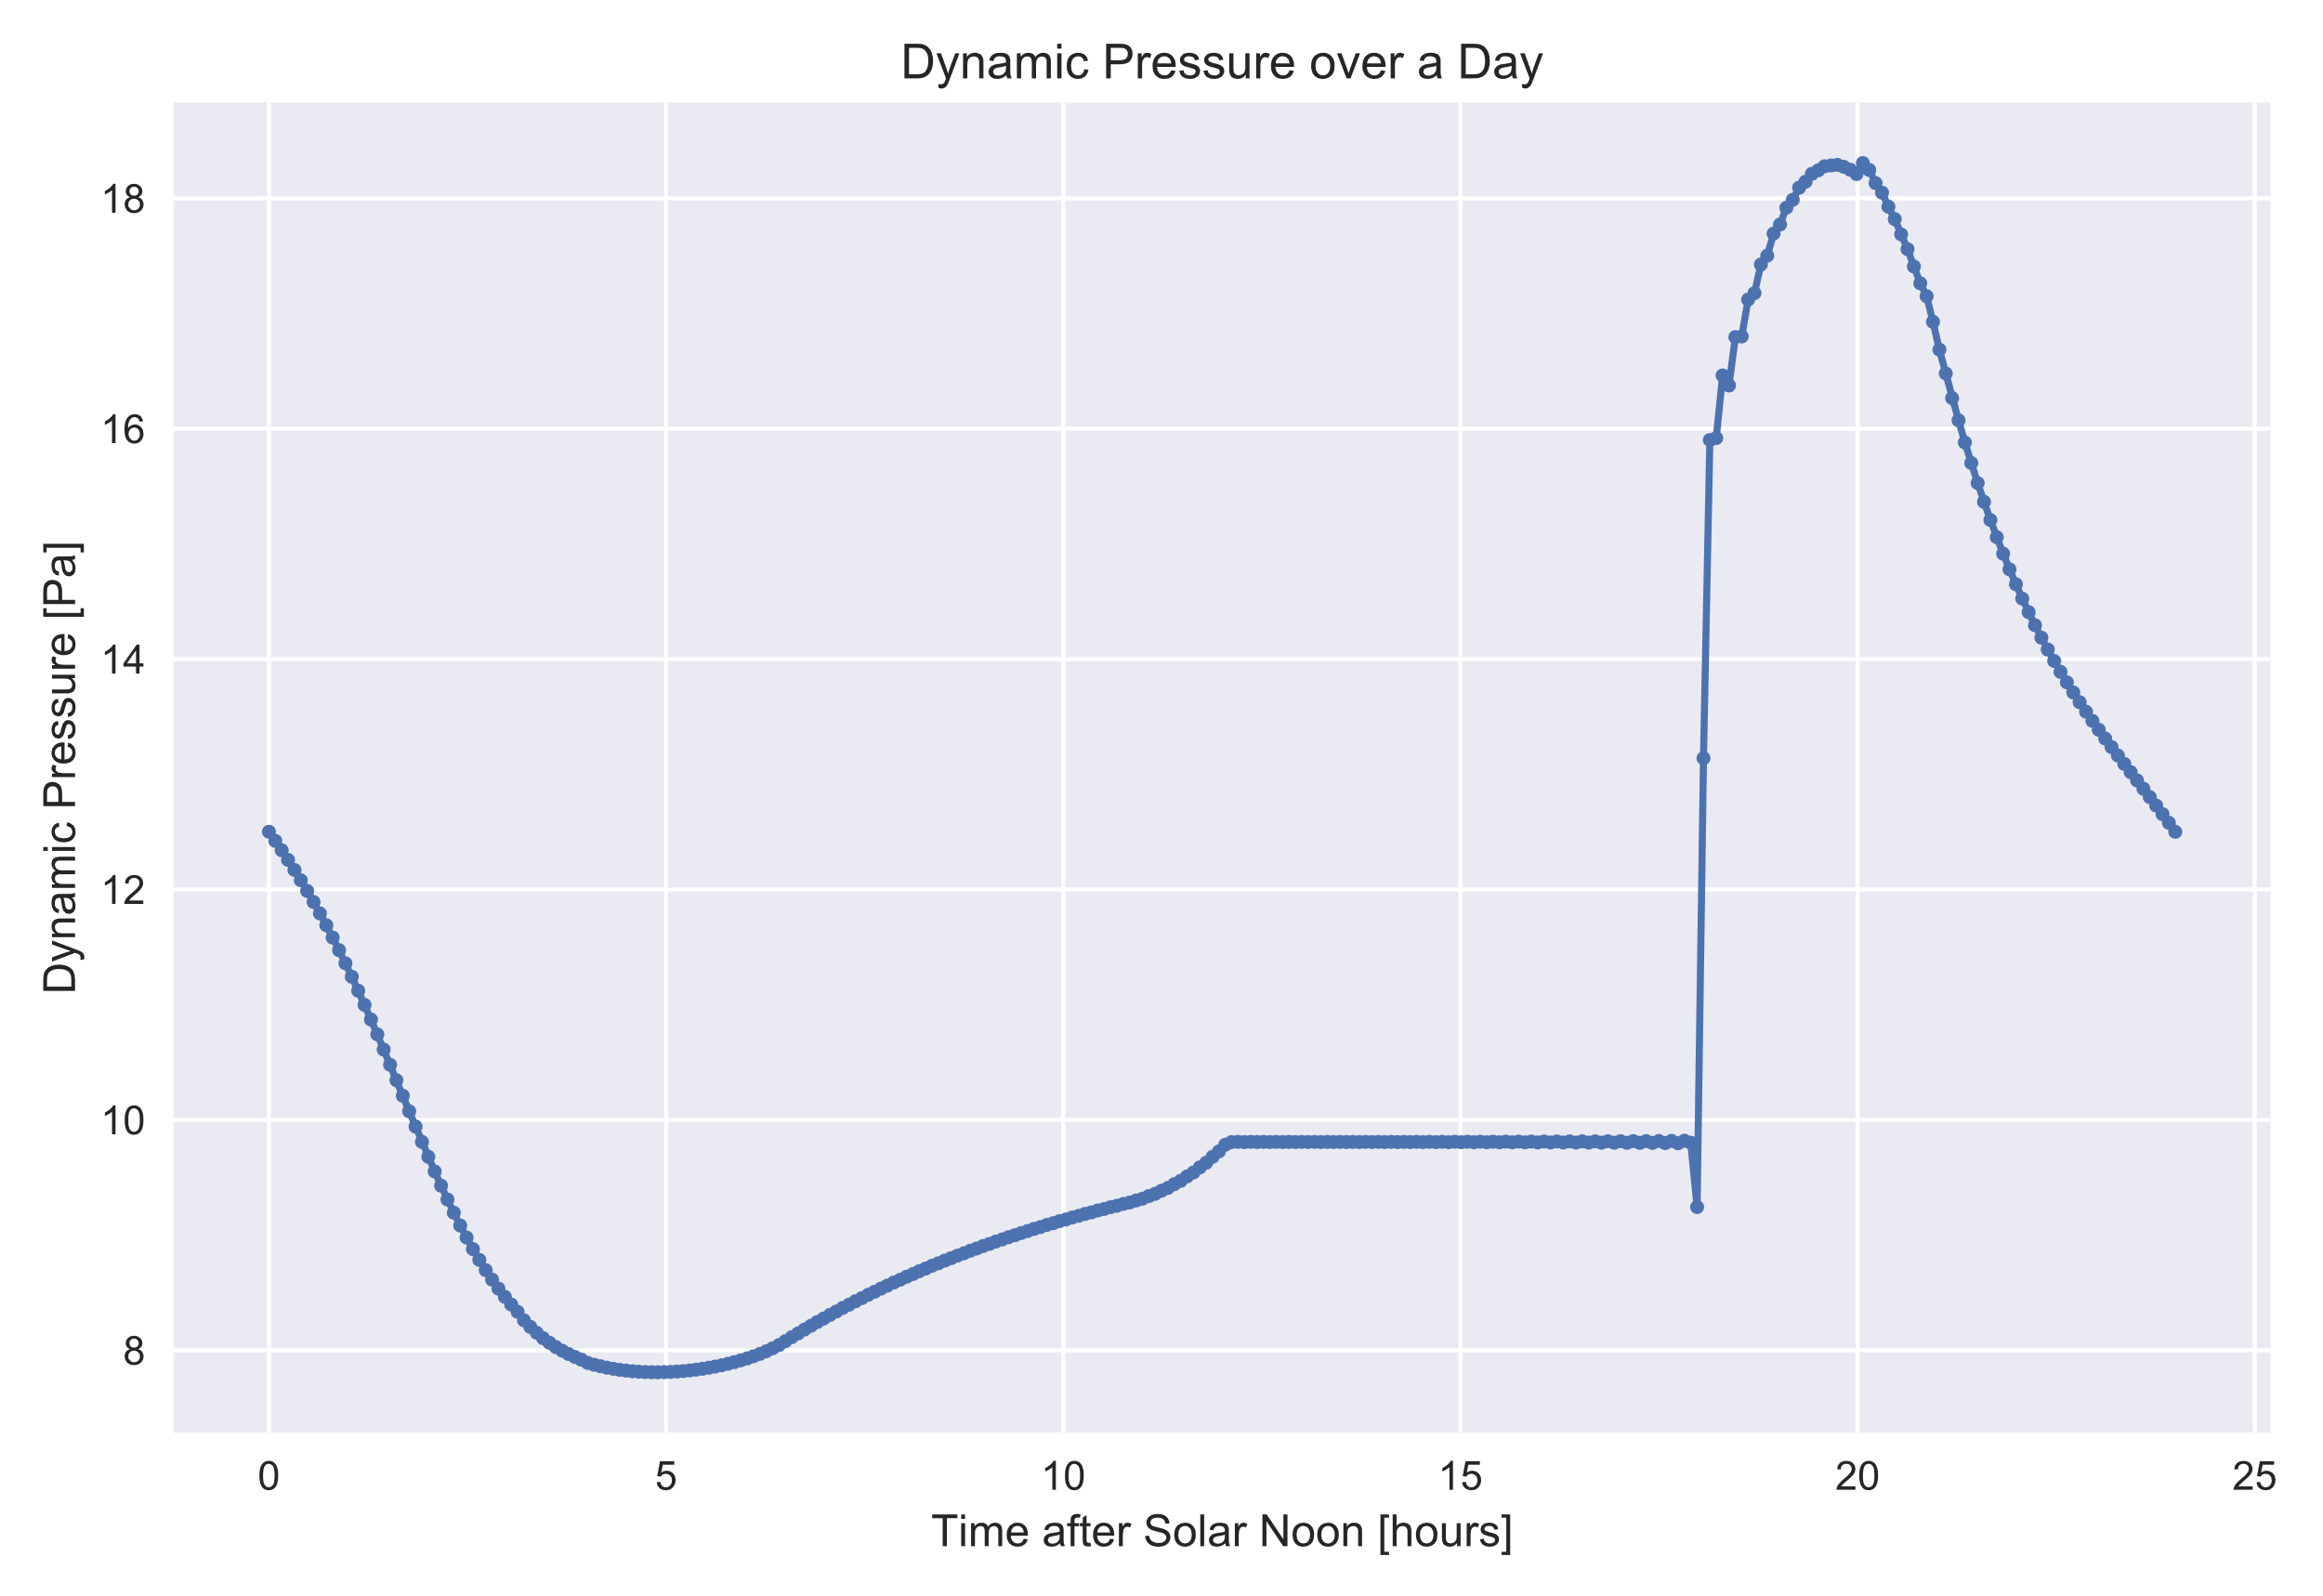 Dynamic Pressure over a Day
Dynamic Pressure [Pa]
18
16
14
12
10
8
0 5 10 15 20 25
Time after Solar Noon [hours]